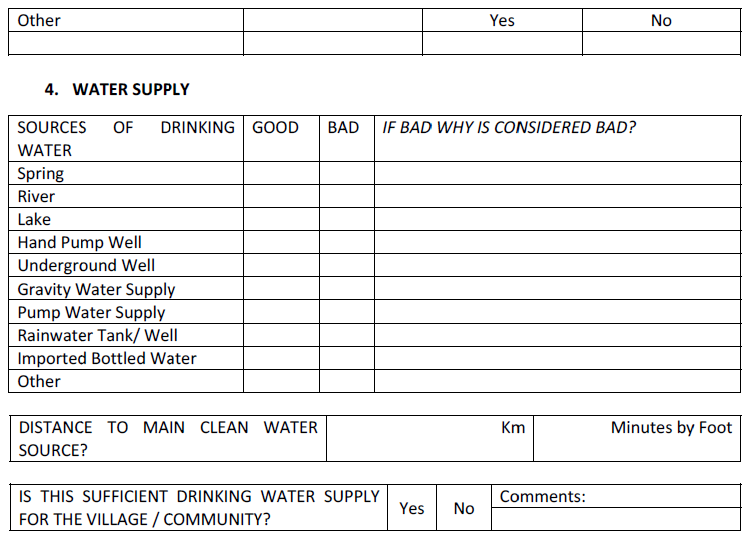 Other Yes No
4. WATER SUPPLY
SOURCES OF DRINKING WATER GOOD BAD IF BAD WHY IS CONSIDERED BAD?
Spring
River
Lake
Hand Pump Well
Underground Well
Gravity Water Supply
Pump Water Supply
Rainwater Tank/ Well
Imported Bottled Water
Other
DISTANCE TO MAIN CLEAN WATER SOURCE? Km Minutes by Foot
IS THIS SUFFICIENT DRINKING WATER SUPPLY FOR THE VILLAGE / COMMUNITY? Yes No Comments: